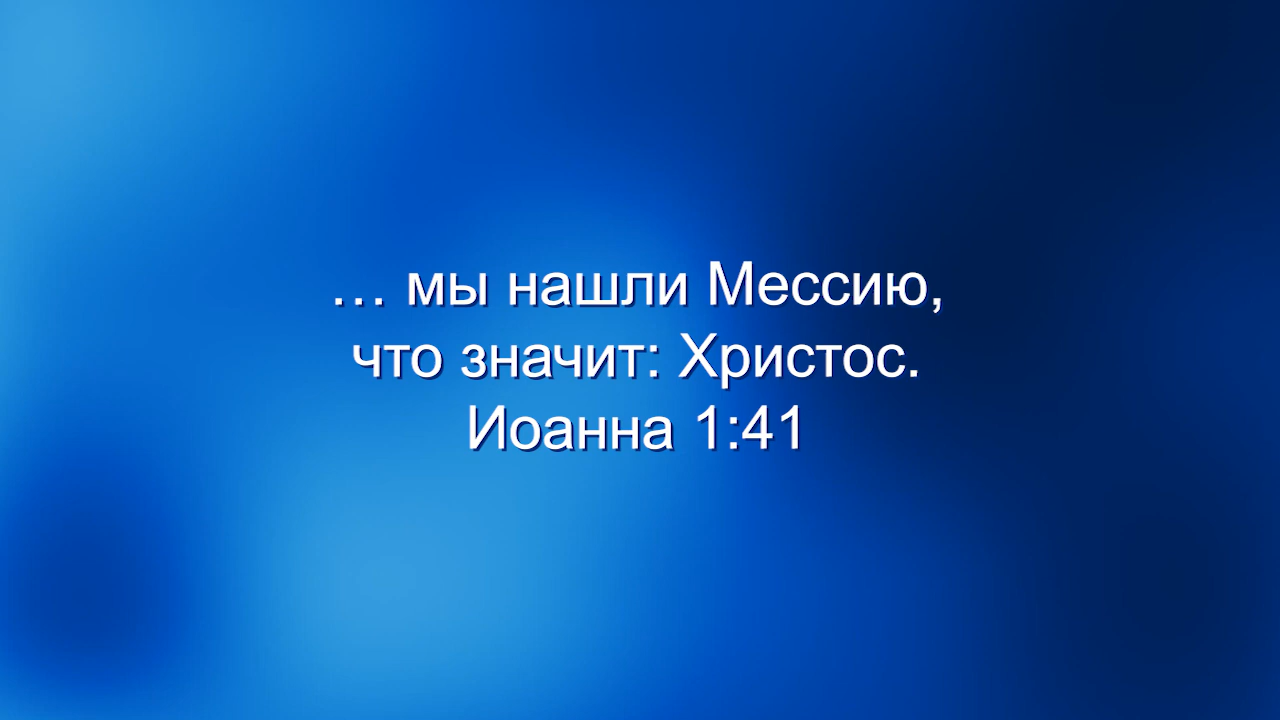 … мы нашли Мессию,
что значит: Христос.
Иоанна 1:41